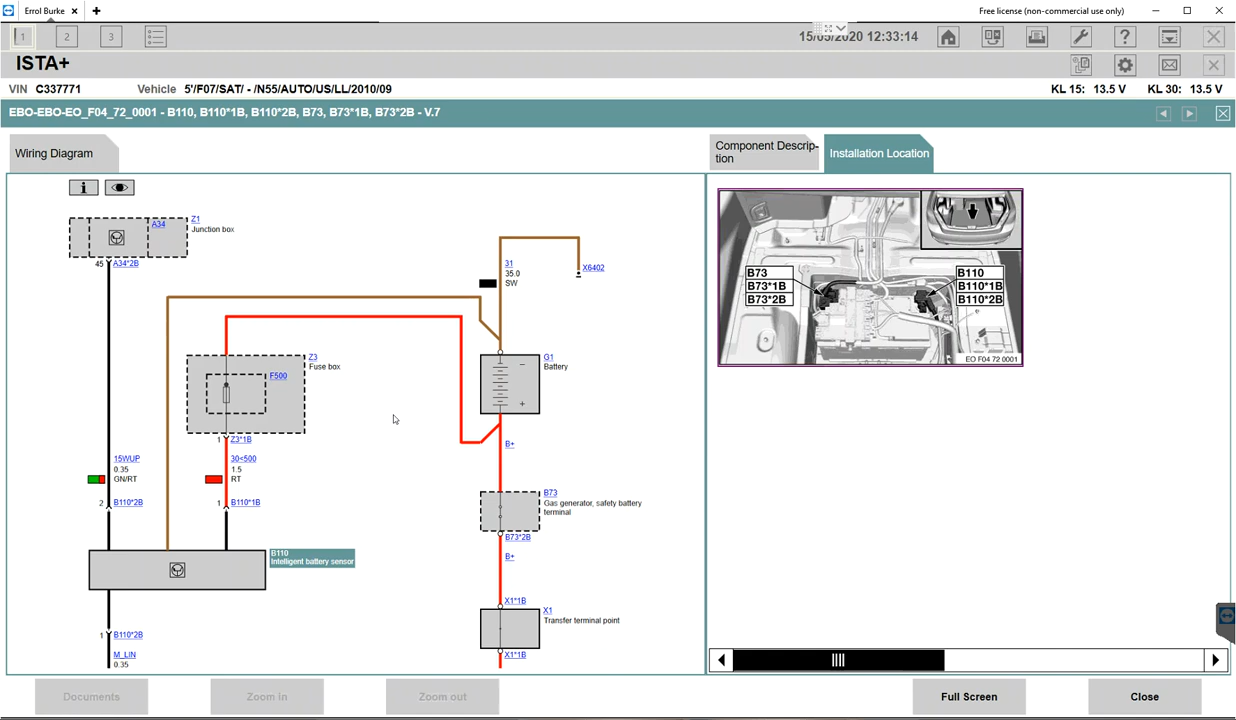 Errol Burke
Free license (non-commercial use only)
1
2
3
15/05/2020 12:33:14
ISTA+
VIN C337771 Vehicle 5'/F07/SAT/ - /N55/AUTO/US/LL/2010/09 KL 15: 13.5 V KL 30: 13.5 V
EBO-EBO-EO_F04_72_0001 - B110, B110*1B, B110*2B, B73, B73*1B, B73*2B - V.7
Wiring Diagram
A34
Z1
Junction box
45
A34*2B
31
35.0
SW
X6402
Z3
Fuse box
F500
G1
Battery
-
+
1
Z3*1B
B+
15WUP
0.35
GN/RT
30<500
1.5
RT
2
B110*2B
1
B110*1B
B73
Gas generator, safety battery
terminal
B73*2B
B+
B110
Intelligent battery sensor
X1*1B
X1
Transfer terminal point
1
B110*2B
M_LIN
0.35
X1*1B
Component Descrip-
tion
Installation Location
B73
B73*1B
B73*2B
B110
B110*1B
B110*2B
EO F04 72 0001
Documents
Zoom in
Zoom out
Full Screen
Close